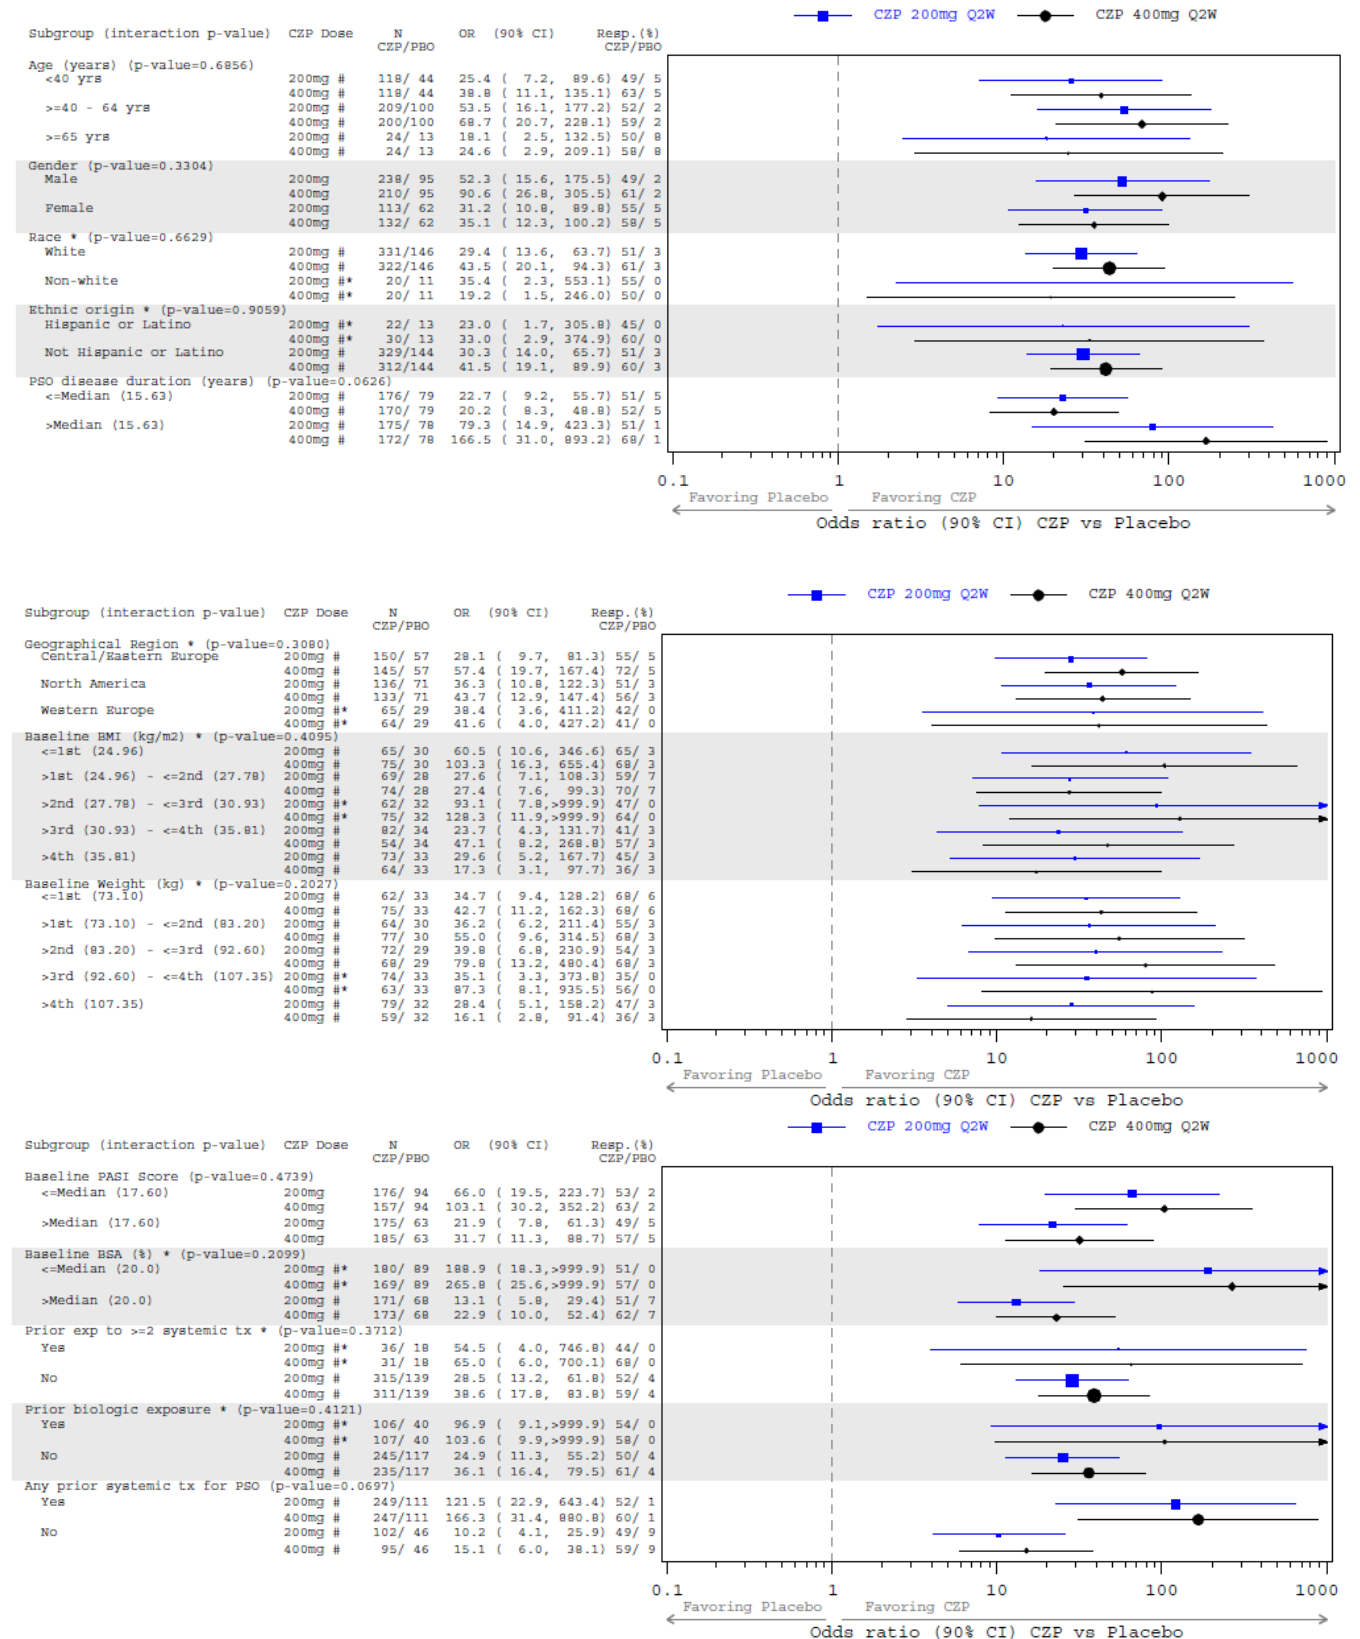 CZP 200mg Q2W CZP 400mg Q2W
Subgroup (interaction p-value) CZP Dose N OR (90% CI) Resp.(%)
CZP/PBO CZP/PBO
Age (years) (p-value=0.6856)
<40 yrs 200mg # 118/ 44 25.4 ( 7.2, 89.6) 49/ 5
400mg # 118/ 44 38.8 ( 11.1, 135.1) 63/ 5
>=40 - 64 yrs 200mg # 209/100 53.5 ( 16.1, 177.2) 52/ 2
400mg # 200/100 68.7 ( 20.7, 228.1) 59/ 2
>=65 yrs 200mg # 24/ 13 18.1 ( 2.5, 132.5) 50/ 8
400mg # 24/ 13 24.6 ( 2.9, 209.1) 58/ 8
Gender (p-value=0.3304)
Male 200mg 238/ 95 52.3 ( 15.6, 175.5) 49/ 2
400mg 210/ 95 90.6 ( 26.8, 305.5) 61/ 2
Female 200mg 113/ 62 31.2 ( 10.8, 89.8) 55/ 5
400mg 132/ 62 35.1 ( 12.3, 100.2) 58/ 5
Race * (p-value=0.6629)
White 200mg # 331/146 29.4 ( 13.6, 63.7) 51/ 3
400mg # 322/146 43.5 ( 20.1, 94.3) 61/ 3
Non-white 200mg #* 20/ 11 35.4 ( 2.3, 553.1) 55/ 0
400mg #* 20/ 11 19.2 ( 1.5, 246.0) 50/ 0
Ethnic origin * (p-value=0.9059)
Hispanic or Latino 200mg #* 22/ 13 23.0 ( 1.7, 305.8) 45/ 0
400mg #* 30/ 13 33.0 ( 2.9, 374.9) 60/ 0
Not Hispanic or Latino 200mg # 329/144 30.3 ( 14.0, 65.7) 51/ 3
400mg # 312/144 41.5 ( 19.1, 89.9) 60/ 3
PSO disease duration (years) (p-value=0.0626)
<=Median (15.63) 200mg # 176/ 79 22.7 ( 9.2, 55.7) 51/ 5
400mg # 170/ 79 20.2 ( 8.3, 48.8) 52/ 5
>Median (15.63) 200mg # 175/ 78 79.3 ( 14.9, 423.3) 51/ 1
400mg # 172/ 78 166.5 ( 31.0, 893.2) 68/ 1
0.1 1 10 100 1000
Favoring Placebo Favoring CZP
Odds ratio (90% CI) CZP vs Placebo
CZP 200mg Q2W CZP 400mg Q2W
Subgroup (interaction p-value) CZP Dose N OR (90% CI) Resp.(%)
CZP/PBO CZP/PBO
Geographical Region * (p-value=0.3080)
Central/Eastern Europe 200mg # 150/ 57 28.1 ( 9.7, 81.3) 55/ 5
400mg # 145/ 57 57.4 ( 19.7, 167.4) 72/ 5
North America 200mg # 136/ 71 36.3 ( 10.8, 122.3) 51/ 3
400mg # 133/ 71 43.7 ( 12.9, 147.4) 56/ 3
Western Europe 200mg #* 65/ 29 38.4 ( 3.6, 411.2) 42/ 0
400mg #* 64/ 29 41.6 ( 4.0, 427.2) 41/ 0
Baseline BMI (kg/m2) * (p-value=0.4095)
<=1st (24.96) 200mg # 65/ 30 60.5 ( 10.6, 346.6) 65/ 3
400mg # 75/ 30 103.3 ( 16.3, 655.4) 68/ 3
>1st (24.96) - <=2nd (27.78) 200mg # 69/ 28 27.6 ( 7.1, 108.3) 59/ 7
400mg # 74/ 28 27.4 ( 7.6, 99.3) 70/ 7
>2nd (27.78) - <=3rd (30.93) 200mg #* 62/ 32 93.1 ( 7.8,>999.9) 47/ 0
400mg #* 75/ 32 128.3 ( 11.9,>999.9) 64/ 0
>3rd (30.93) - <=4th (35.81) 200mg # 82/ 34 23.7 ( 4.3, 131.7) 41/ 3
400mg # 54/ 34 47.1 ( 8.2, 268.8) 57/ 3
>4th (35.81) 200mg # 73/ 33 29.6 ( 5.2, 167.7) 45/ 3
400mg # 64/ 33 17.3 ( 3.1, 97.7) 36/ 3
Baseline Weight (kg) * (p-value=0.2027)
<=1st (73.10) 200mg # 62/ 33 34.7 ( 9.4, 128.2) 68/ 6
400mg # 75/ 33 42.7 ( 11.2, 162.3) 68/ 6
>1st (73.10) - <=2nd (83.20) 200mg # 64/ 30 36.2 ( 6.2, 211.4) 55/ 3
400mg # 77/ 30 55.0 ( 9.6, 314.5) 68/ 3
>2nd (83.20) - <=3rd (92.60) 200mg # 72/ 29 39.8 ( 6.8, 230.9) 54/ 3
400mg # 68/ 29 79.8 ( 13.2, 480.4) 68/ 3
>3rd (92.60) - <=4th (107.35) 200mg #* 74/ 33 35.1 ( 3.3, 373.8) 35/ 0
400mg #* 63/ 33 87.3 ( 8.1, 935.5) 56/ 0
>4th (107.35) 200mg # 79/ 32 28.4 ( 5.1, 158.2) 47/ 3
400mg # 59/ 32 16.1 ( 2.8, 91.4) 36/ 3
0.1 1 10 100 1000
Favoring Placebo Favoring CZP
Odds ratio (90% CI) CZP vs Placebo
CZP 200mg Q2W CZP 400mg Q2W
Subgroup (interaction p-value) CZP Dose N OR (90% CI) Resp.(%)
CZP/PBO CZP/PBO
Baseline PASI Score (p-value=0.4739)
<=Median (17.60) 200mg 176/ 94 66.0 ( 19.5, 223.7) 53/ 2
400mg 157/ 94 103.1 ( 30.2, 352.2) 63/ 2
>Median (17.60) 200mg 175/ 63 21.9 ( 7.8, 61.3) 49/ 5
400mg 185/ 63 31.7 ( 11.3, 88.7) 57/ 5
Baseline BSA (%) * (p-value=0.2099)
<=Median (20.0) 200mg #* 180/ 89 188.9 ( 18.3,>999.9) 51/ 0
400mg #* 169/ 89 265.8 ( 25.6,>999.9) 57/ 0
>Median (20.0) 200mg # 171/ 68 13.1 ( 5.8, 29.4) 51/ 7
400mg # 173/ 68 22.9 ( 10.0, 52.4) 62/ 7
Prior exp to >=2 systemic tx * (p-value=0.3712)
Yes 200mg #* 36/ 18 54.5 ( 4.0, 746.8) 44/ 0
400mg #* 31/ 18 65.0 ( 6.0, 700.1) 68/ 0
No 200mg # 315/139 28.5 ( 13.2, 61.8) 52/ 4
400mg # 311/139 38.6 ( 17.8, 83.8) 59/ 4
Prior biologic exposure * (p-value=0.4121)
Yes 200mg #* 106/ 40 96.9 ( 9.1,>999.9) 54/ 0
400mg #* 107/ 40 103.6 ( 9.9,>999.9) 58/ 0
No 200mg # 245/117 24.9 ( 11.3, 55.2) 50/ 4
400mg # 235/117 36.1 ( 16.4, 79.5) 61/ 4
Any prior systemic tx for PSO (p-value=0.0697)
Yes 200mg # 249/111 121.5 ( 22.9, 643.4) 52/ 1
400mg # 247/111 166.3 ( 31.4, 880.8) 60/ 1
No 200mg # 102/ 46 10.2 ( 4.1, 25.9) 49/ 9
400mg # 95/ 46 15.1 ( 6.0, 38.1) 59/ 9
0.1 1 10 100 1000
Favoring Placebo Favoring CZP
Odds ratio (90% CI) CZP vs Placebo